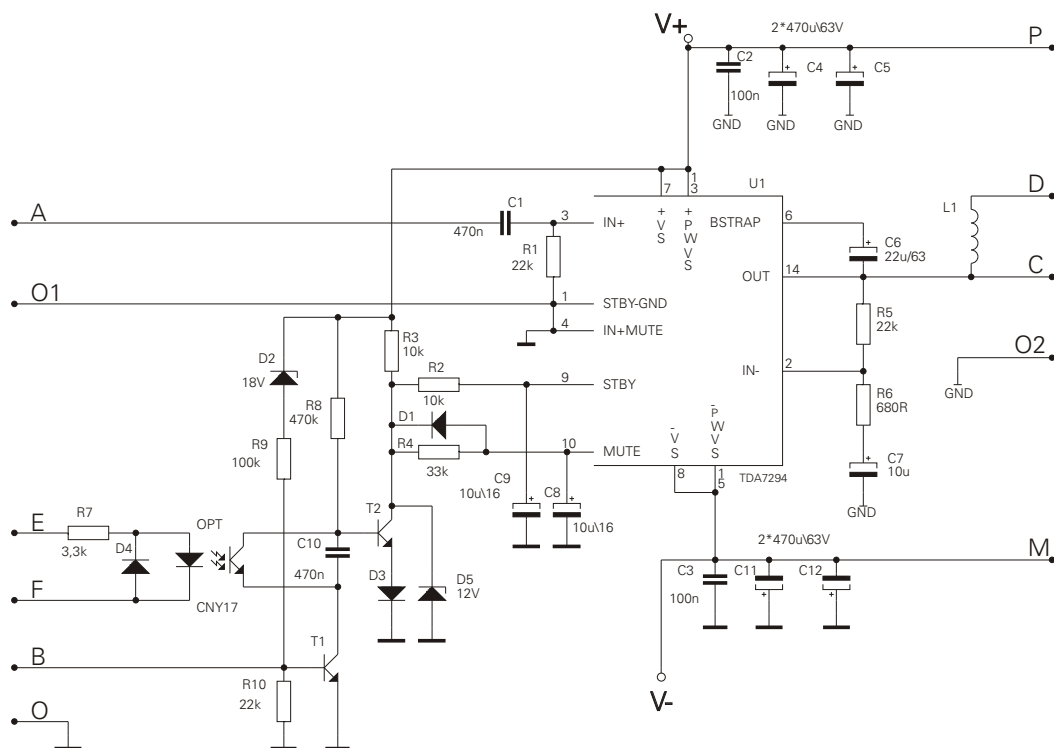 V+
2*470u\63V
P
C2
C4
C5
100n
GND
GND
GND
1
7
3
U1
D
A
C1
470n
3
IN+
+VS
+PWVS
BSTRAP
6
L1
R1
22k
C6
22u/63
OUT
14
C
O1
1
STBY-GND
4
IN+MUTE
R5
22k
R3
10k
D2
18V
R2
10k
9
STBY
IN-
2
O2
GND
R8
470k
D1
R6
680R
R9
100k
R4
33k
10
MUTE
-VS
-PWVS
8
1
5
TDA7294
C7
10u
GND
C9
10u\16
C8
10u\16
E
R7
3,3k
OPT
D4
T2
C10
470n
2*470u\63V
M
C3
100n
C11
C12
F
CNY17
D3
D5
12V
B
T1
R10
22k
V-
O